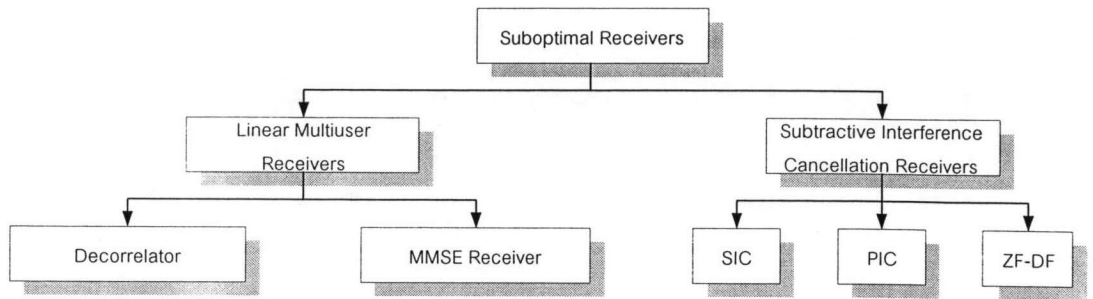 Suboptimal Receivers
Linear Multiuser
Receivers
Subtractive Interference
Cancellation Receivers
Decorrelator
MMSE Receiver
SIC
PIC
ZF-DF